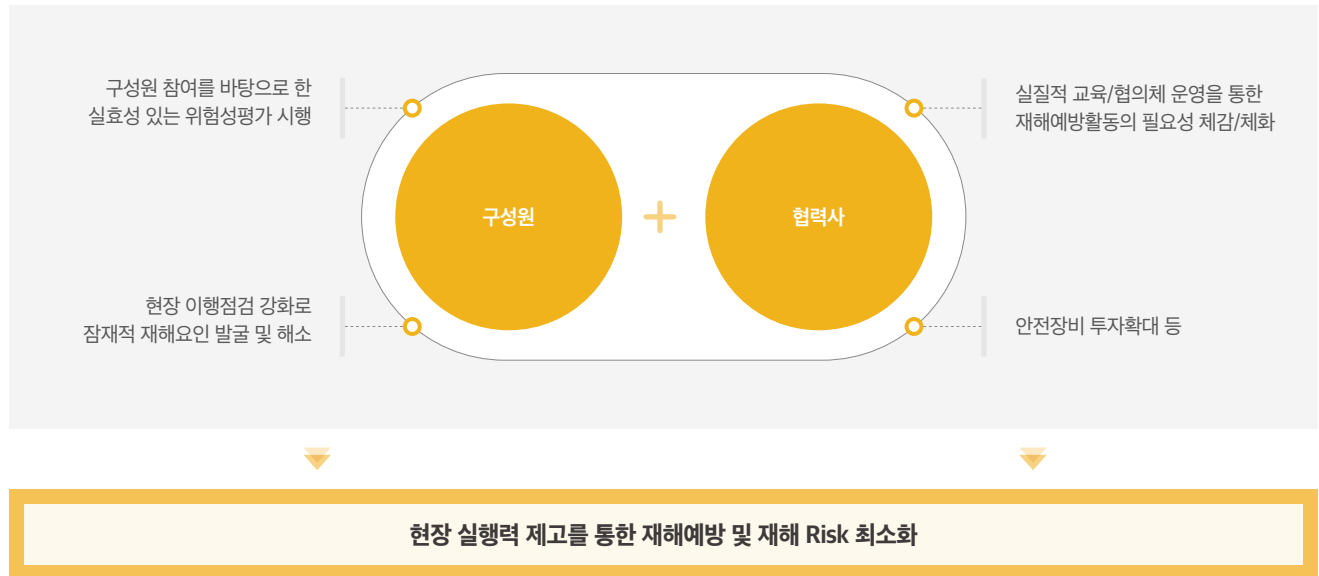 구성원 참여를 바탕으로 한
실효성 있는 위험성평가 시행
실질적 교육/협의체 운영을 통한
재해예방활동의 필요성 체감/체화
구성원
협력사
현장 이행점검 강화로
잠재적 재해요인 발굴 및 해소
안전장비 투자확대 등
현장 실행력 제고를 통한 재해예방 및 재해 Risk 최소화